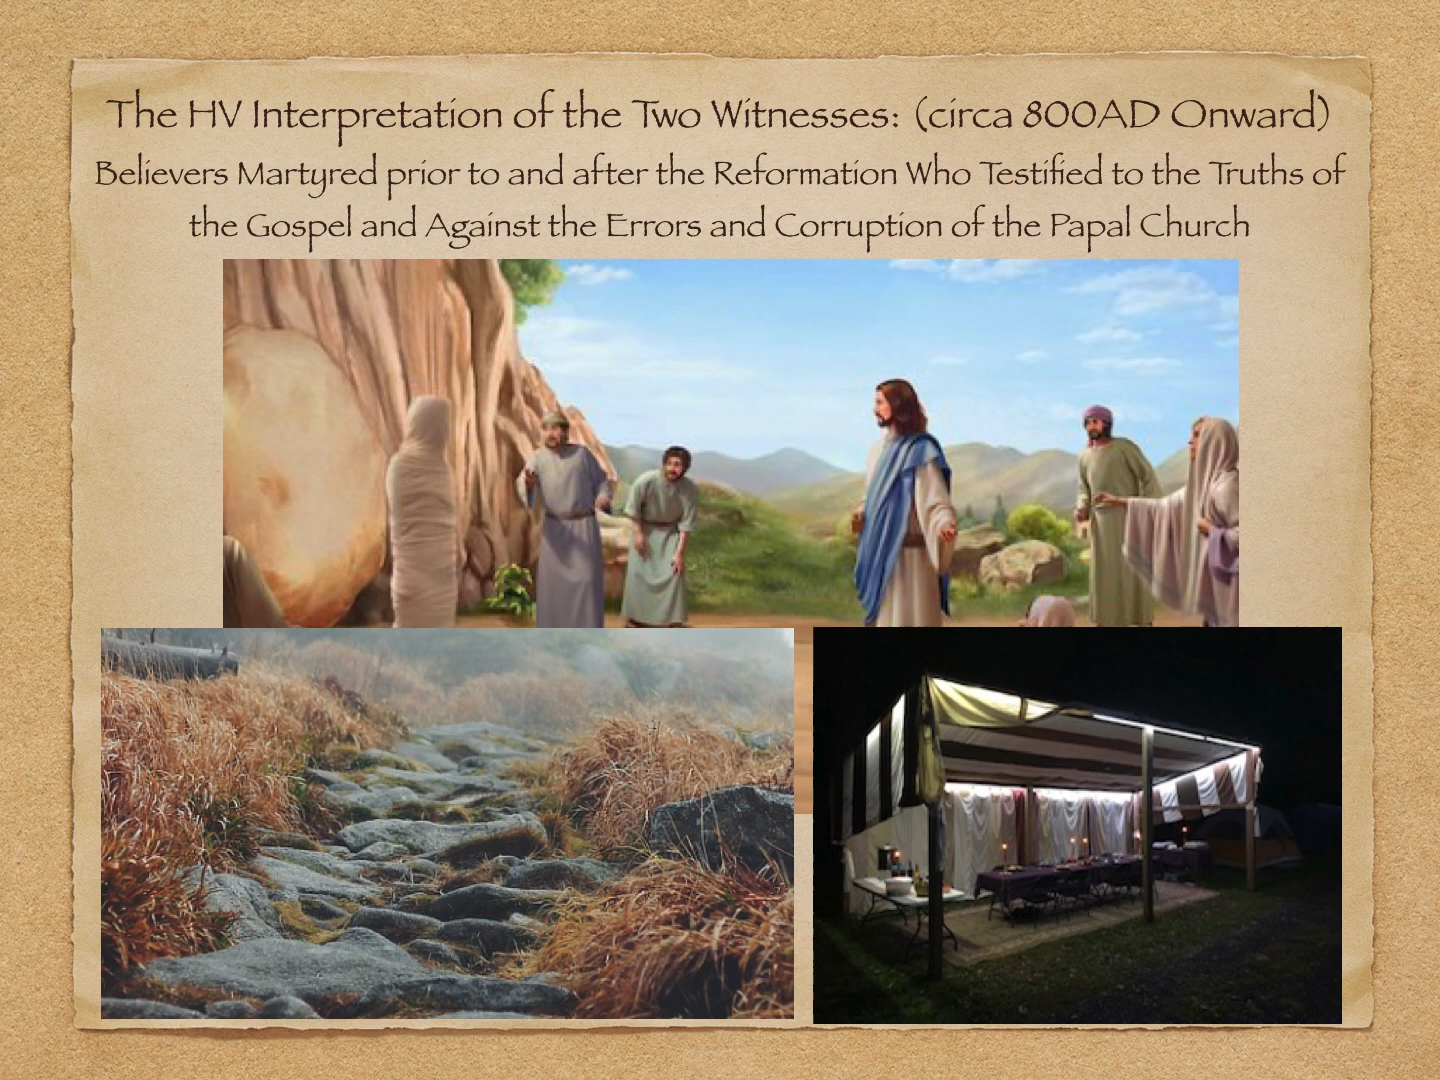 The HV Interpretation of the Two Witnesses: (circa 800AD Onward)
Believers Martyred prior to and after the Reformation Who Testified to the Truths of
the Gospel and Against the Errors and Corruption of the Papal Church